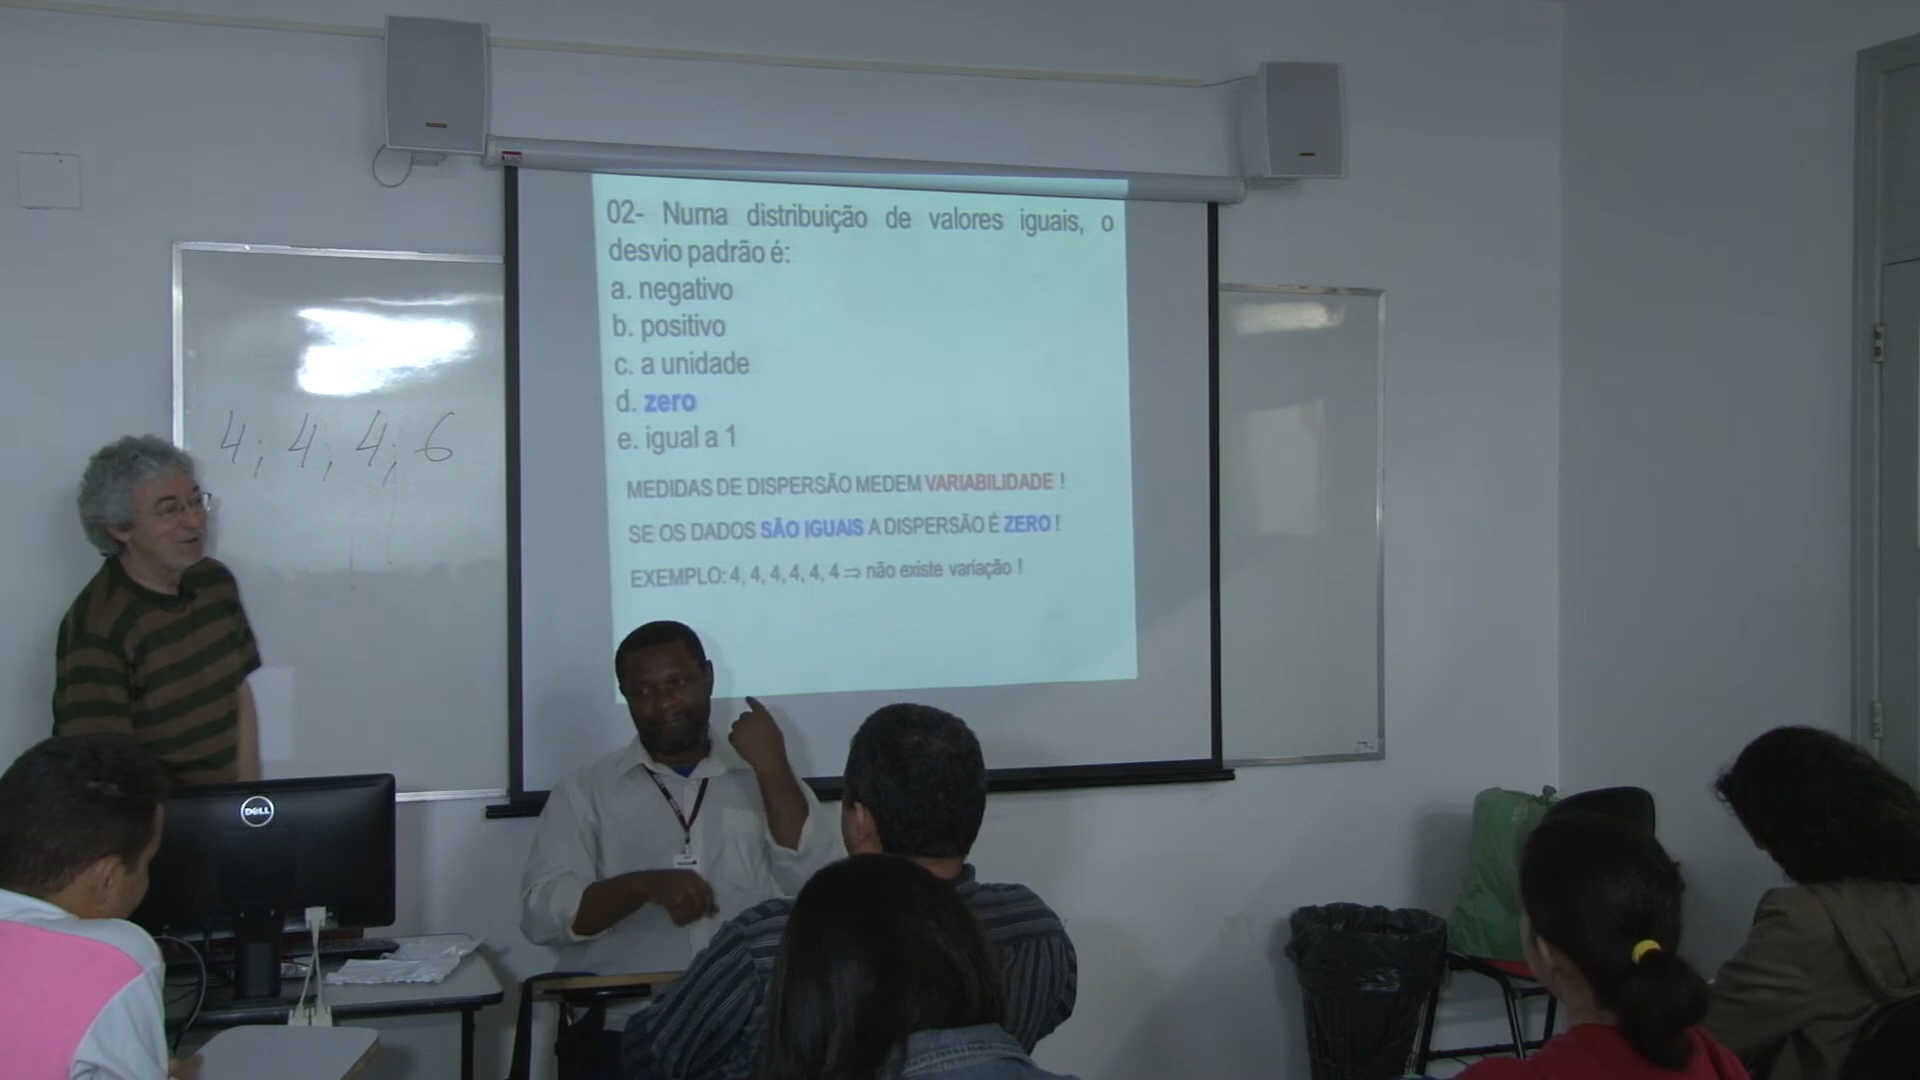 02- Numa distribuição de valores iguais, o
desvio padrão é:
a. negativo
b. positivo
c. a unidade
d. zero
e. igual a 1
MEDIDAS DE DISPERSÃO MEDEM VARIABILIDADE !
SE OS DADOS SÃO IGUAIS A DISPERSÃO É ZERO !
EXEMPLO: 4, 4, 4, 4, 4, 4 ⇒ não existe variação !
4; 4, 4; 6
DELL